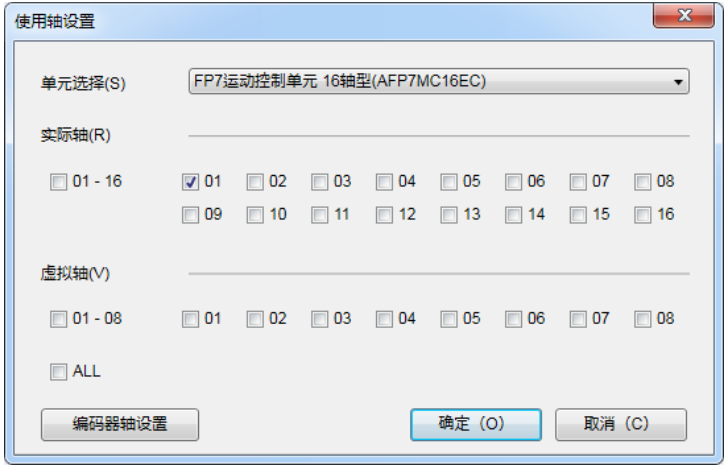 使用轴设置
单元选择(S) FP7运动控制单元 16轴型(AFP7MC16EC)
实际轴(R)
01 - 16 01 02 03 04 05 06 07 08
09 10 11 12 13 14 15 16
虚拟轴(V)
01 - 08 01 02 03 04 05 06 07 08
ALL
编码器轴设置 确定（O） 取消（C）